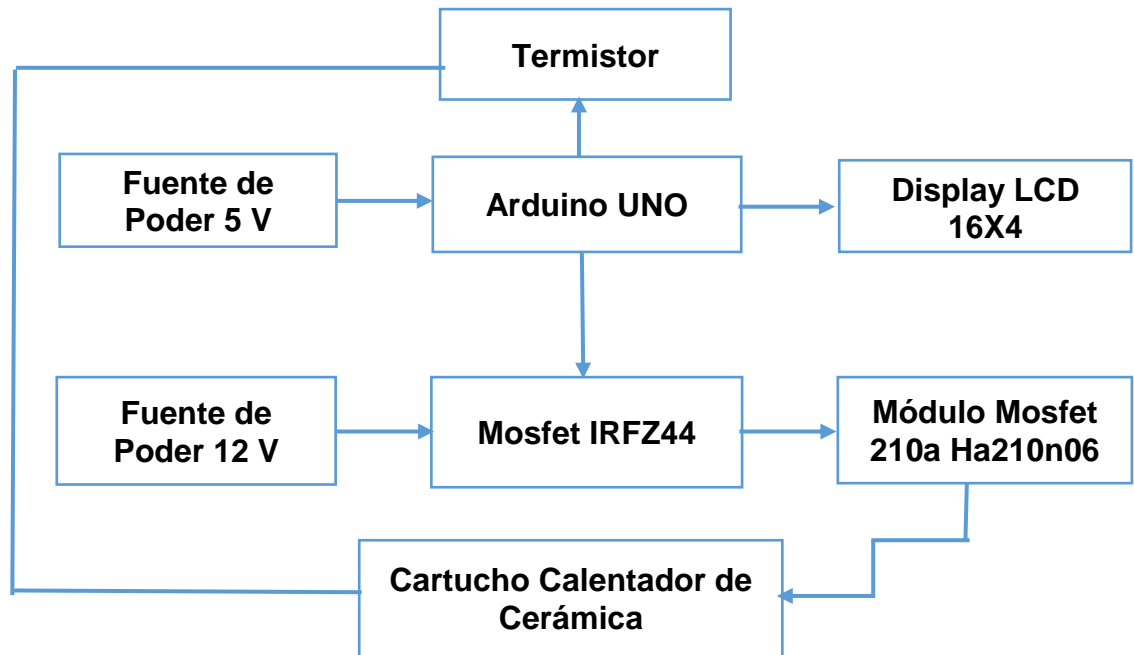 Termistor
Fuente de
Poder 5 V
Arduino UNO
Display LCD
16X4
Fuente de
Poder 12 V
Mosfet IRFZ44
Módulo Mosfet
210a Ha210n06
Cartucho Calentador de
Cerámica